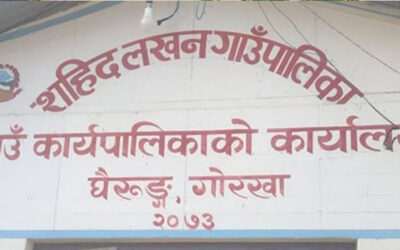 शहिद लखन गाउँपालिका
कार्यपालिकाको
घैरुङ्ग, गोरखा
२०७३